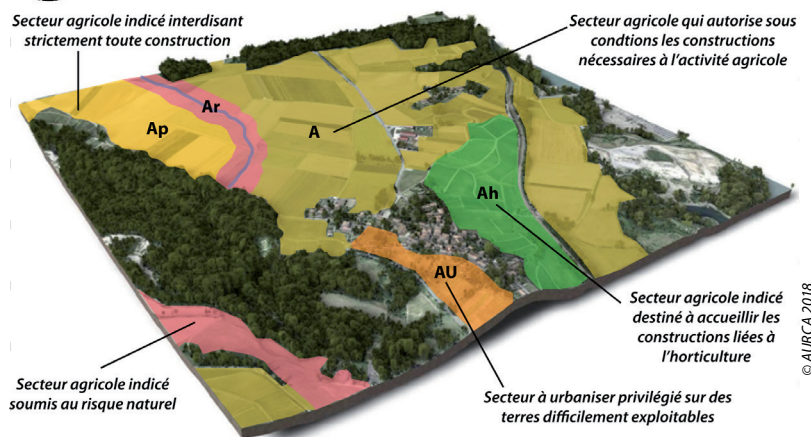 Secteur agricole indicé interdisant
strictement toute construction
Secteur agricole qui autorise sous
condtions les constructions
nécessaires à l'activité agricole
Ar
Ap
A
Ah
AU
Secteur agricole indicé
destiné à accueillir les
constructions liées à
l'horticulture
Secteur agricole indicé
soumis au risque naturel
Secteur à urbaniser privilégié sur des
terres difficilement exploitables
© AURCA 2018